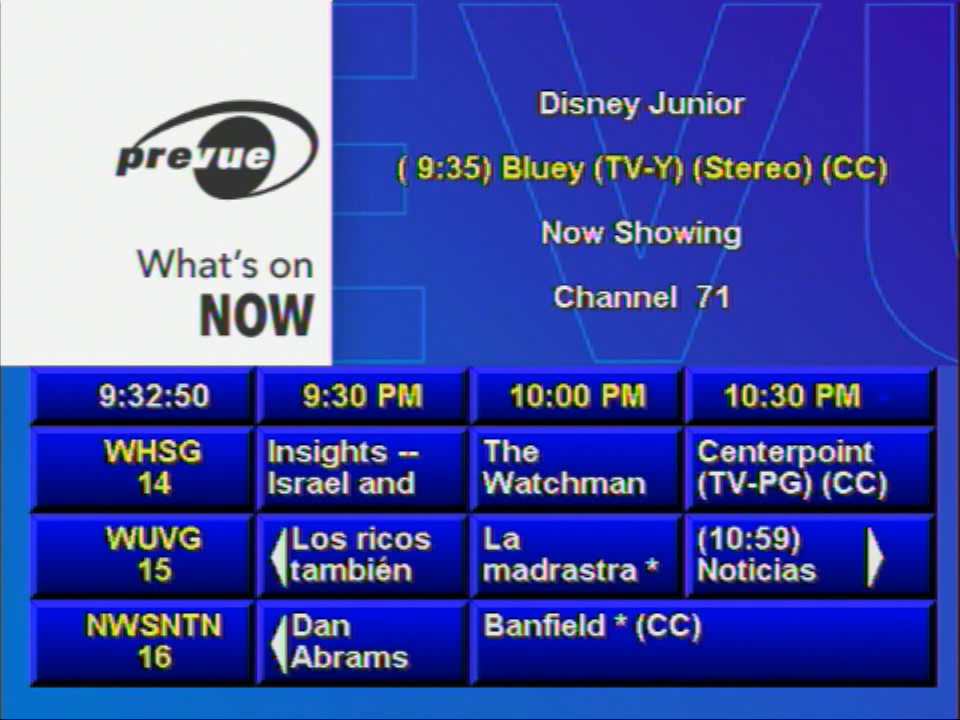 prevue
What's on
NOW
Disney Junior
( 9:35) Bluey (TV-Y) (Stereo) (CC)
Now Showing
Channel 71
9:32:50 9:30 PM 10:00 PM 10:30 PM
WHSG
14
Insights --
Israel and
The
Watchman
Centerpoint
(TV-PG) (CC)
WUVG
15
Los ricos
también
La
madrastra *
(10:59)
Noticias
NWSNTN
16
Dan
Abrams
Banfield * (CC)